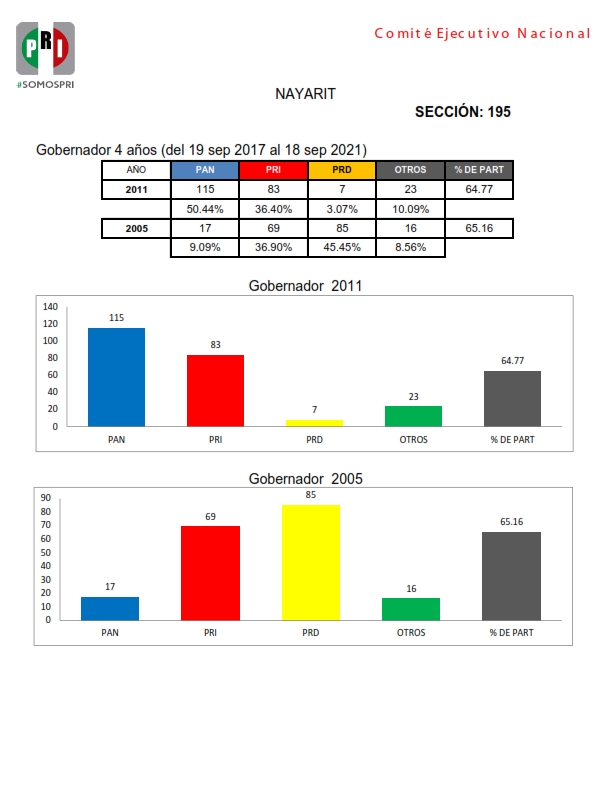 Comité Ejecutivo Nacional
PRI
#SOMOSPRI
NAYARIT
SECCIÓN: 195
Gobernador 4 años (del 19 sep 2017 al 18 sep 2021)
AÑO PAN PRI PRD OTROS % DE PART
2011 115 83 7 23 64.77
50.44% 36.40% 3.07% 10.09%
2005 17 69 85 16 65.16
9.09% 36.90% 45.45% 8.56%
Gobernador 2011
140
120
100
80
60
40
20
0
115
83
7
23
64.77
PAN PRI PRD OTROS % DE PART
Gobernador 2005
90
80
70
60
50
40
30
20
10
0
17
69
85
16
65.16
PAN PRI PRD OTROS % DE PART